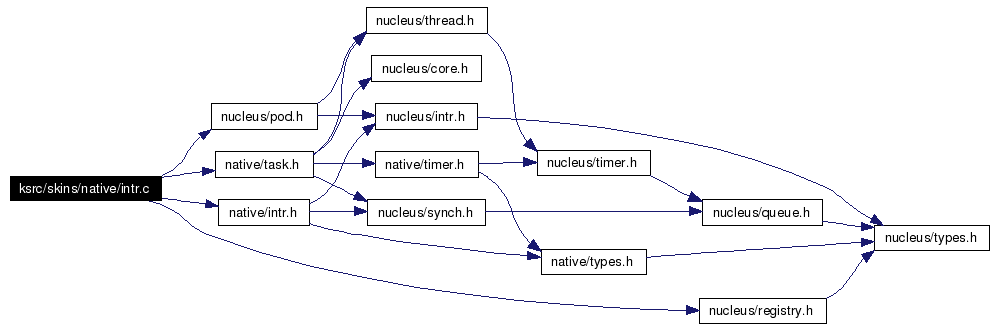 nucleus/thread.h
nucleus/core.h
nucleus/pod.h
nucleus/intr.h
native/task.h
native/timer.h
nucleus/timer.h
ksrc/skins/native/intr.c
native/intr.h
nucleus/synch.h
nucleus/queue.h
nucleus/types.h
native/types.h
nucleus/registry.h